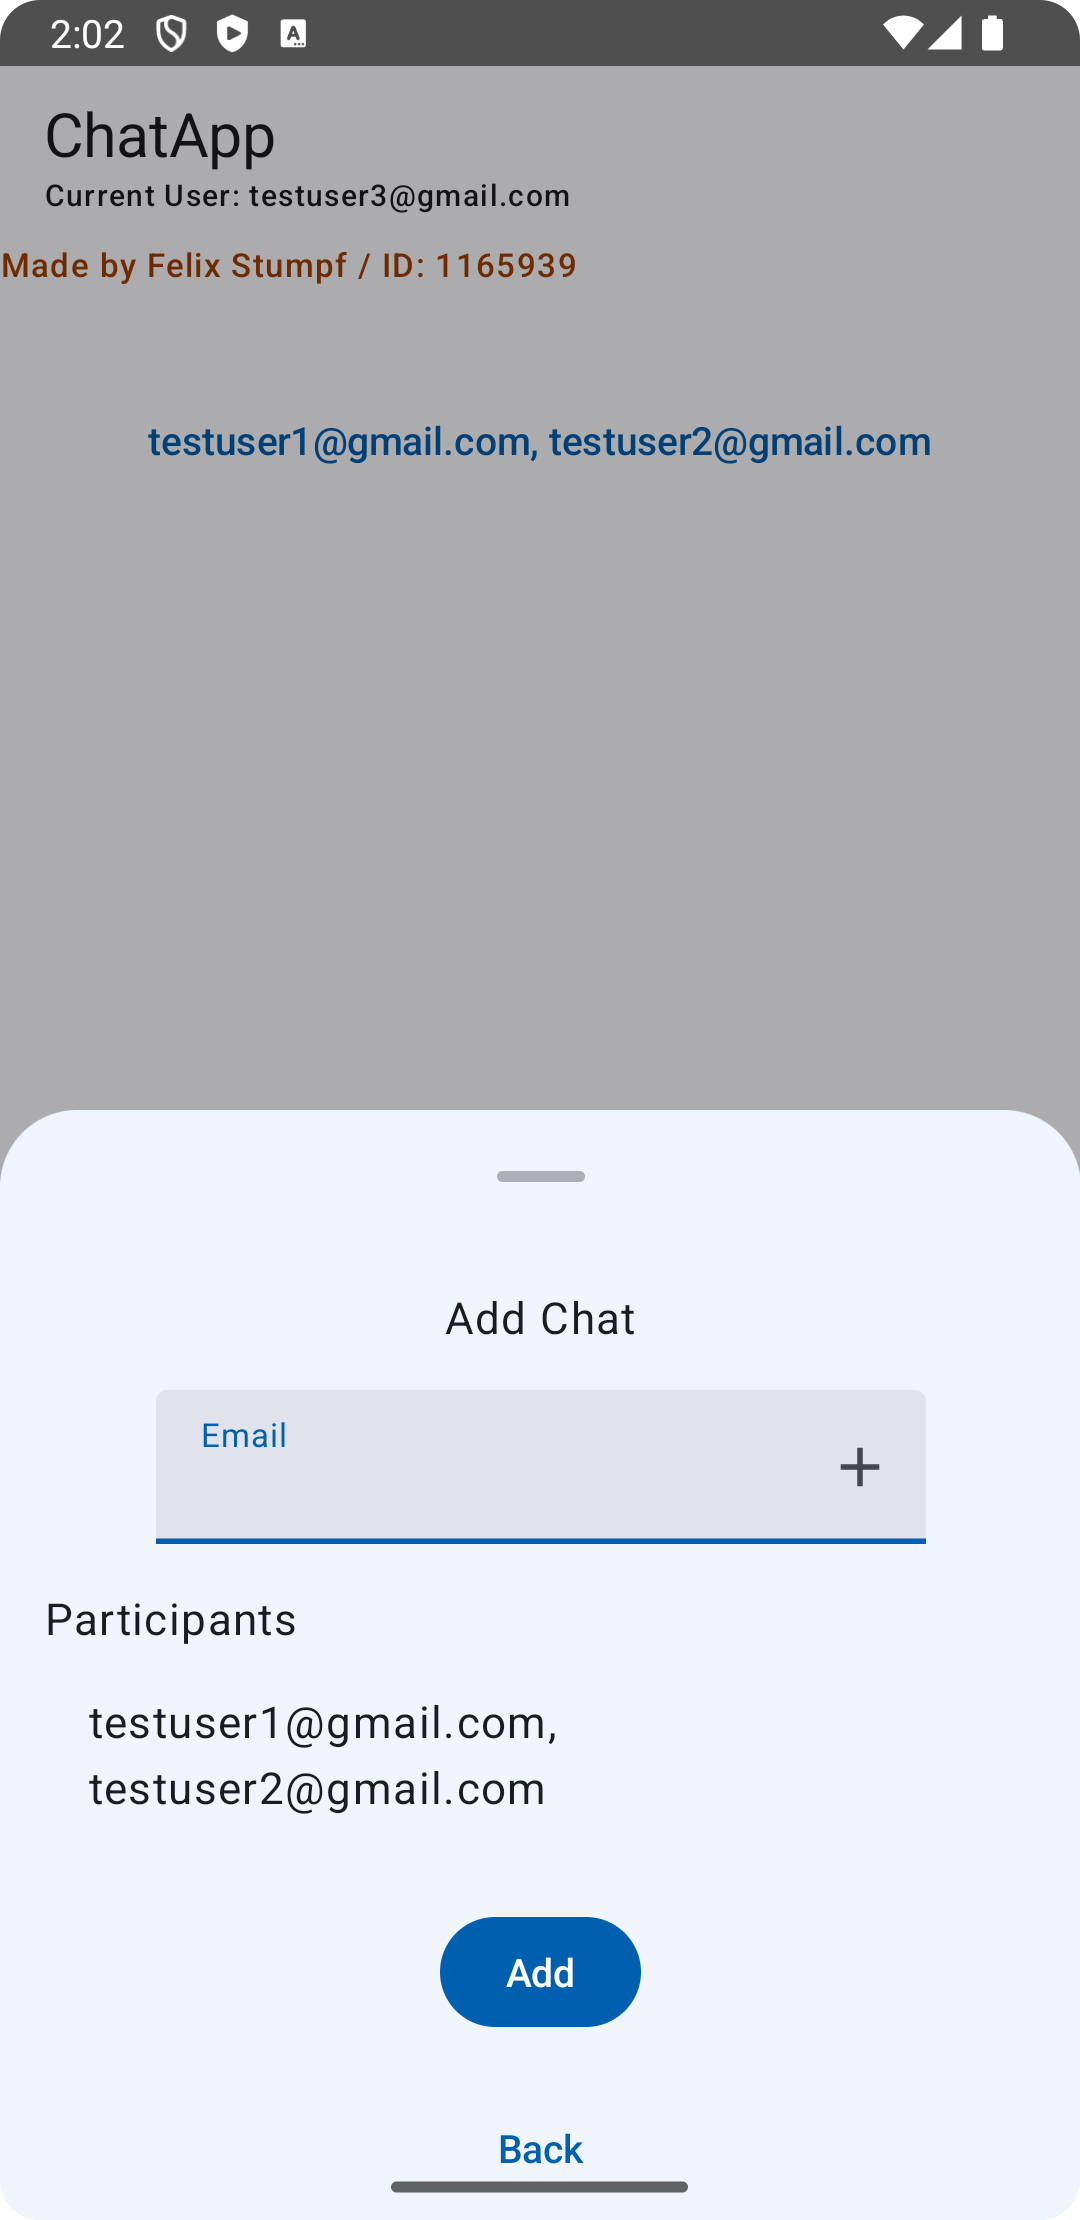 2:02
ChatApp
Current User: testuser3@gmail.com
Made by Felix Stumpf / ID: 1165939
testuser1@gmail.com, testuser2@gmail.com
Add Chat
Email
Participants
testuser1@gmail.com,
testuser2@gmail.com
Add
Back